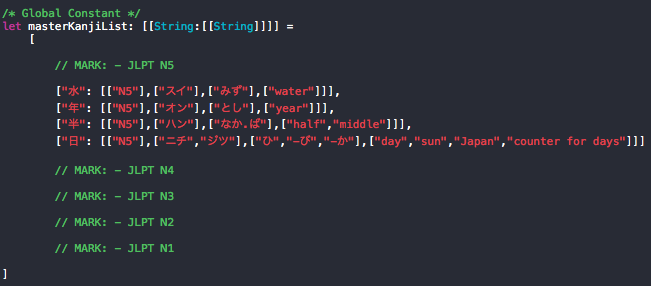 /* Global Constant */
let masterKanjiList: [[String:[[String]]]] =
[
// MARK: - JLPT N5
["水": [["N5"],["スイ"],["みず"],["water"]]],
["年": [["N5"],["オン"],["とし"],["year"]]],
["半": [["N5"],["ハン"],["なか.ば"],["half","middle"]]],
["日": [["N5"],["ニチ","ジツ"],["ひ","-び","-か"],["day","sun","Japan","counter for days"]]]
// MARK: - JLPT N4
// MARK: - JLPT N3
// MARK: - JLPT N2
// MARK: - JLPT N1
]